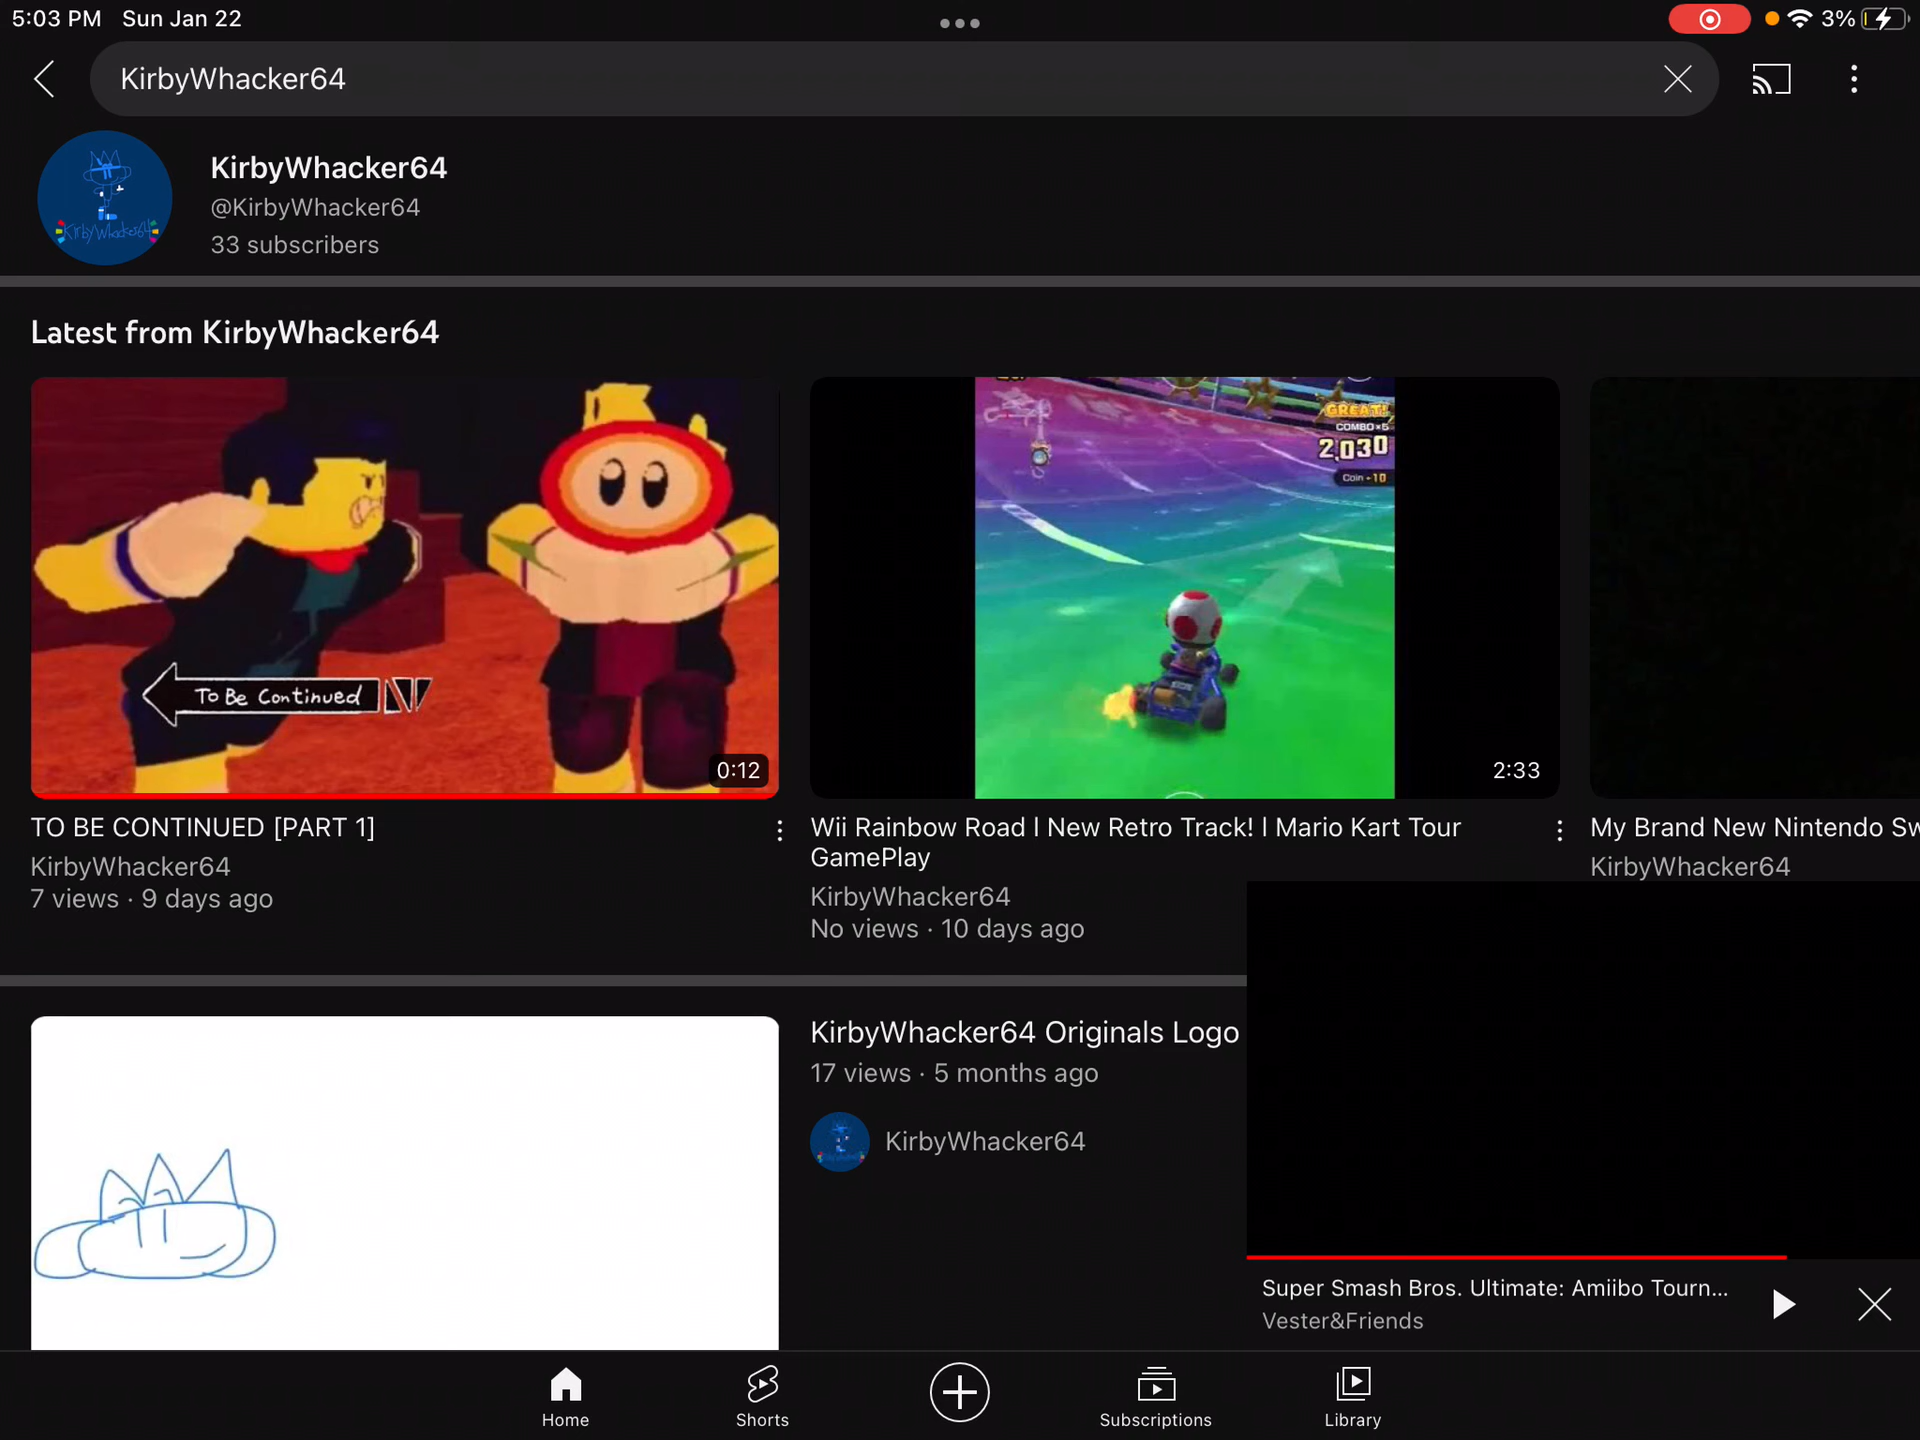 5:03 PM Sun Jan 22
3%
KirbyWhacker64
KirbyWhacker64
@KirbyWhacker64
33 subscribers
KirbyWhacker64
Latest from KirbyWhacker64
To Be Continued
0:12
GREAT!
COMBO×5
2,030
Coin +10
2:33
TO BE CONTINUED [PART 1]
KirbyWhacker64
7 views · 9 days ago
Wii Rainbow Road l New Retro Track! l Mario Kart Tour
GamePlay
KirbyWhacker64
No views · 10 days ago
My Brand New Nintendo Sw
KirbyWhacker64
KirbyWhacker64 Originals Logo
17 views · 5 months ago
KirbyWhacker64
Super Smash Bros. Ultimate: Amiibo Tourn...
Vester&Friends
Home
Shorts
Subscriptions
Library